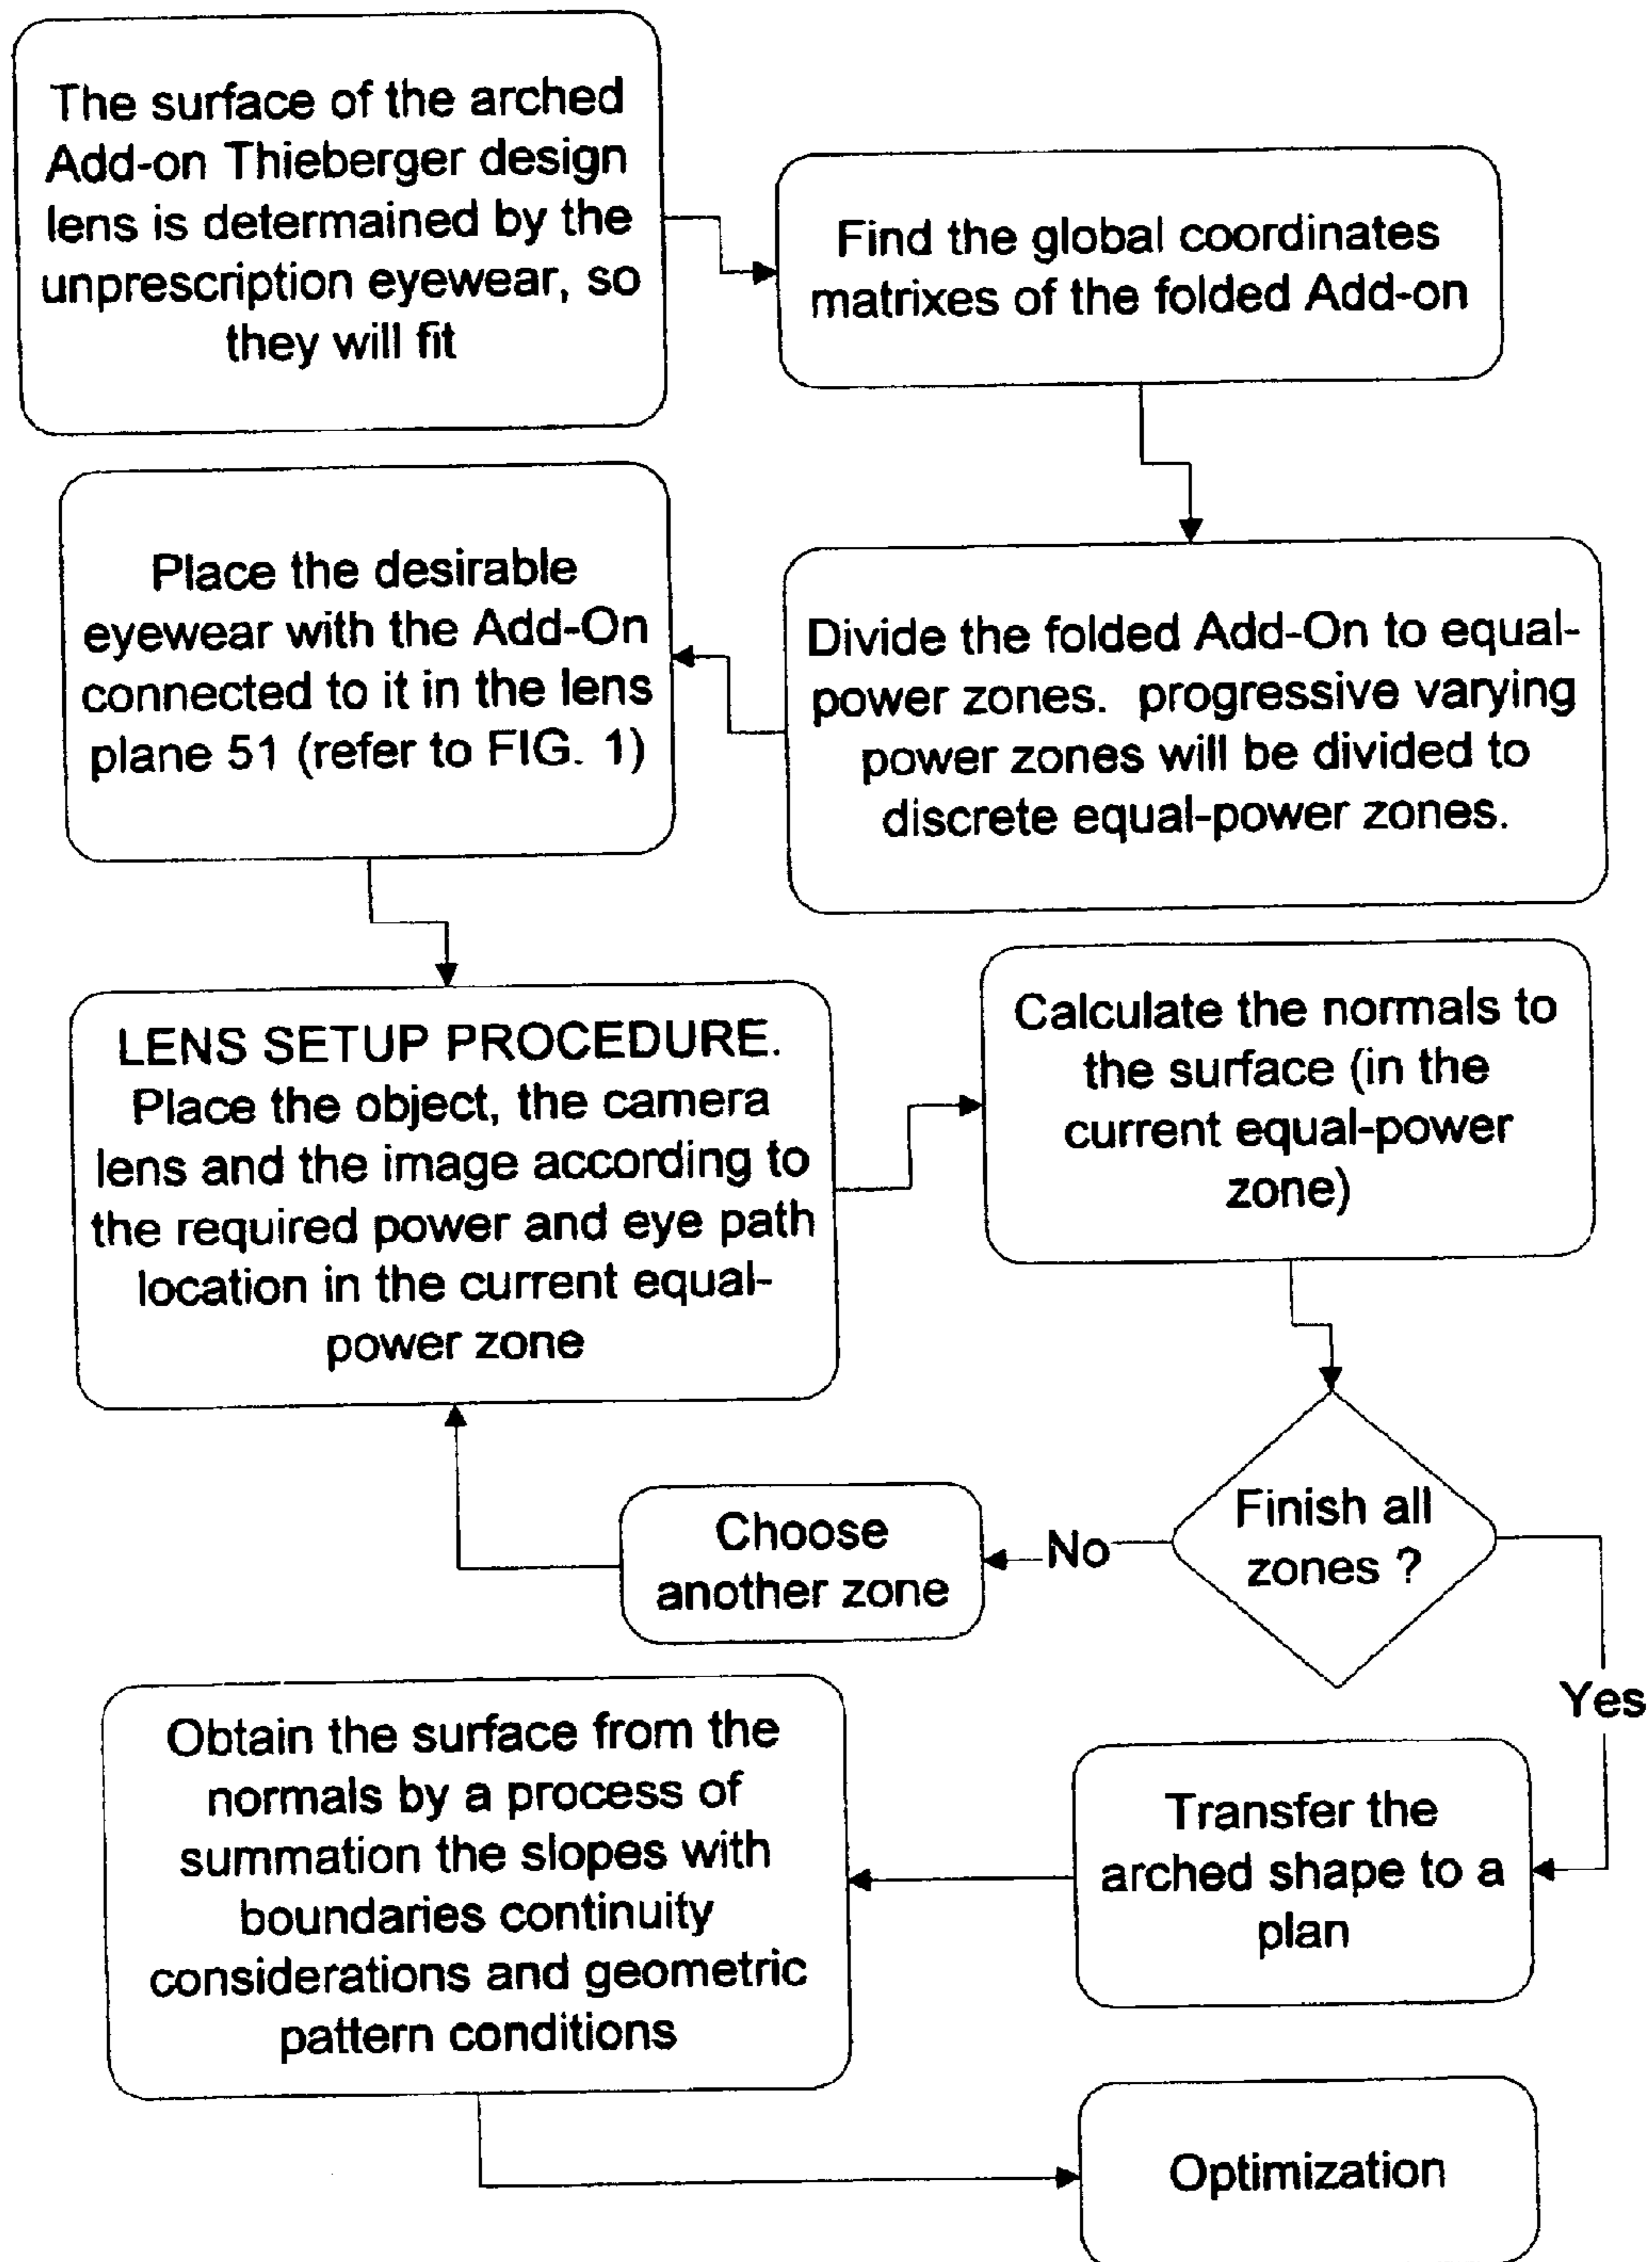 The surface of the arched
Add-on Thieberger design
lens is determained by the
unprescription eyewear, so
they will fit
Find the global coordinates
matrixes of the folded Add-on
Divide the folded Add-On to equal-
power zones. progressive varying
power zones will be divided to
discrete equal-power zones.
Place the desirable
eyewear with the Add-On
connected to it in the lens
plane 51 (refer to FIG. 1)
LENS SETUP PROCEDURE.
Place the object, the camera
lens and the image according to
the required power and eye path
location in the current equal-
power zone
Calculate the normals to
the surface (in the
current equal-power
zone)
Finish all
zones ?
No
Choose
another zone
Yes
Transfer the
arched shape to a
plan
Obtain the surface from the
normals by a process of
summation the slopes with
boundaries continuity
considerations and geometric
pattern conditions
Optimization